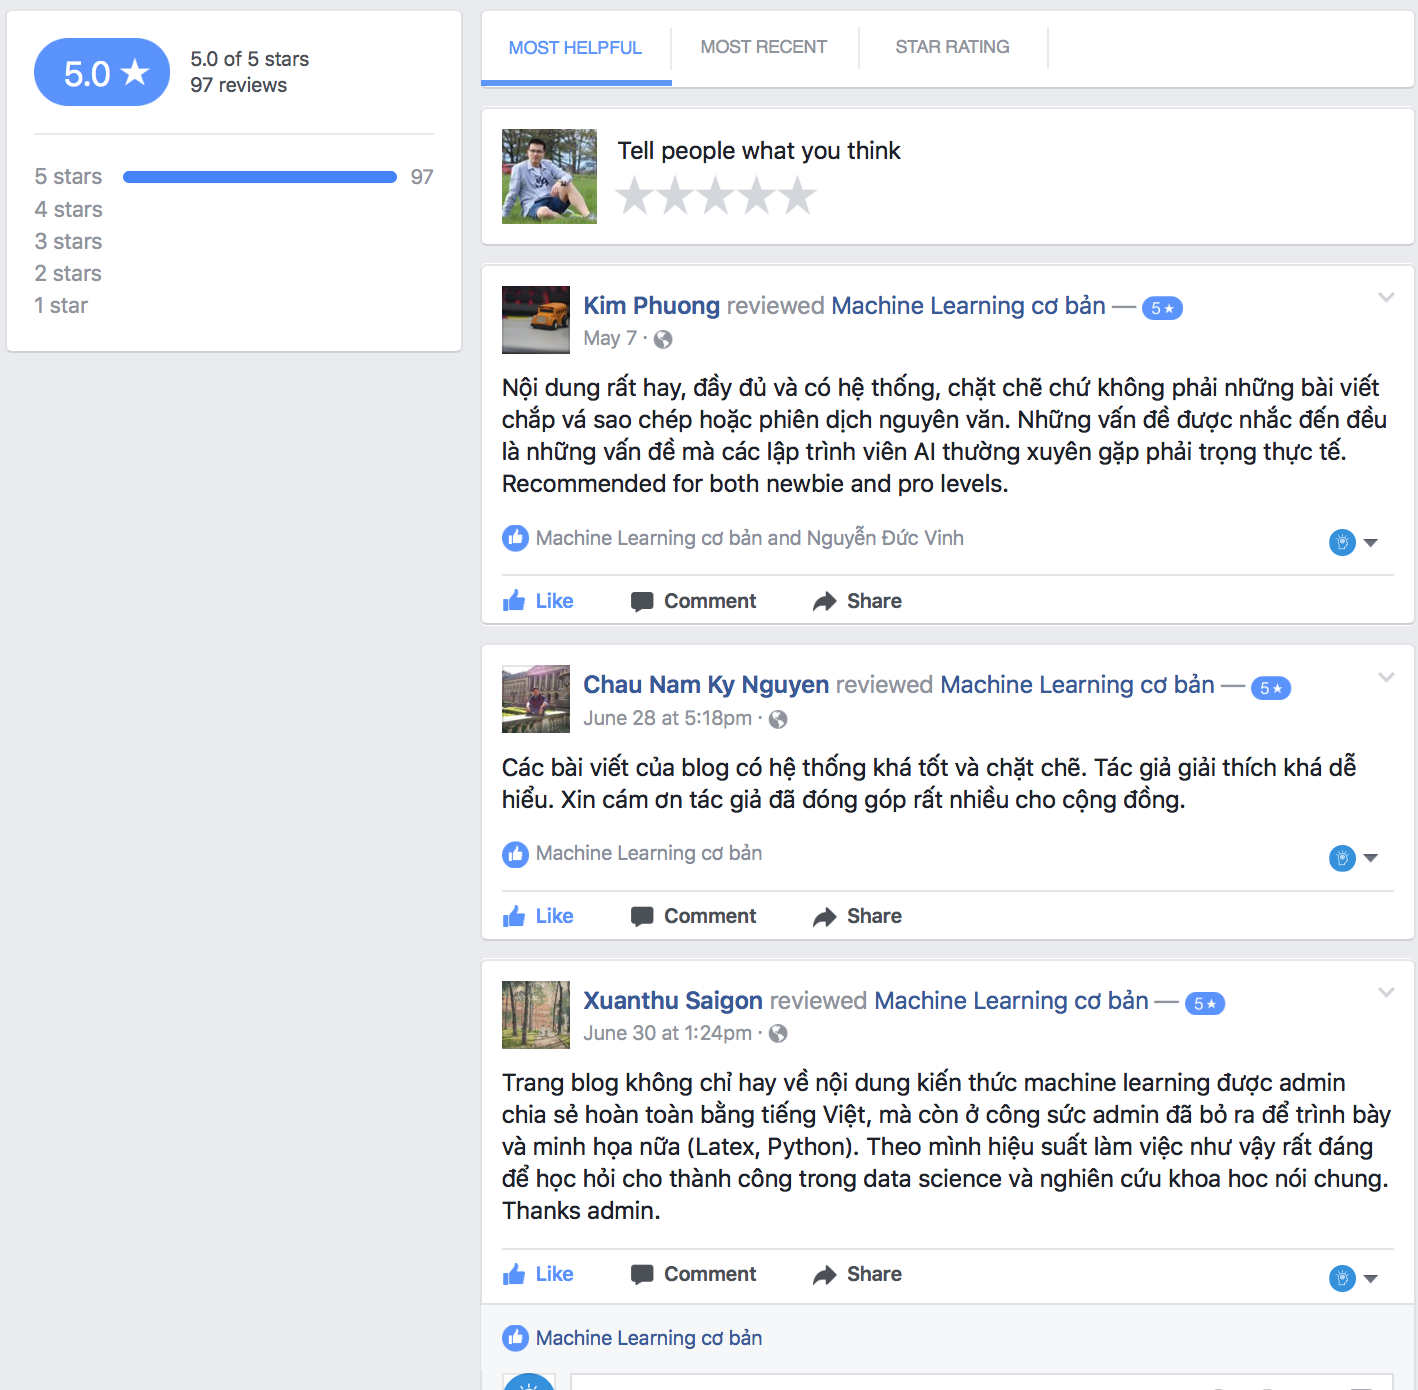 5.0 ★
5.0 of 5 stars
97 reviews
5 stars 97
4 stars
3 stars
2 stars
1 star
MOST HELPFUL MOST RECENT STAR RATING
Tell people what you think
Kim Phuong reviewed Machine Learning cơ bản — 5 ★
May 7 ·
Nội dung rất hay, đầy đủ và có hệ thống, chặt chẽ chứ không phải những bài viết
chắp vá sao chép hoặc phiên dịch nguyên văn. Những vấn đề được nhắc đến đều
là những vấn đề mà các lập trình viên AI thường xuyên gặp phải trọng thực tế.
Recommended for both newbie and pro levels.
Machine Learning cơ bản and Nguyễn Đức Vinh
Like Comment Share
Chau Nam Ky Nguyen reviewed Machine Learning cơ bản — 5 ★
June 28 at 5:18pm ·
Các bài viết của blog có hệ thống khá tốt và chặt chẽ. Tác giả giải thích khá dễ
hiểu. Xin cám ơn tác giả đã đóng góp rất nhiều cho cộng đồng.
Machine Learning cơ bản
Like Comment Share
Xuanthu Saigon reviewed Machine Learning cơ bản — 5 ★
June 30 at 1:24pm ·
Trang blog không chỉ hay về nội dung kiến thức machine learning được admin
chia sẻ hoàn toàn bằng tiếng Việt, mà còn ở công sức admin đã bỏ ra để trình bày
và minh họa nữa (Latex, Python). Theo mình hiệu suất làm việc như vậy rất đáng
để học hỏi cho thành công trong data science và nghiên cứu khoa hoc nói chung.
Thanks admin.
Like Comment Share
Machine Learning cơ bản